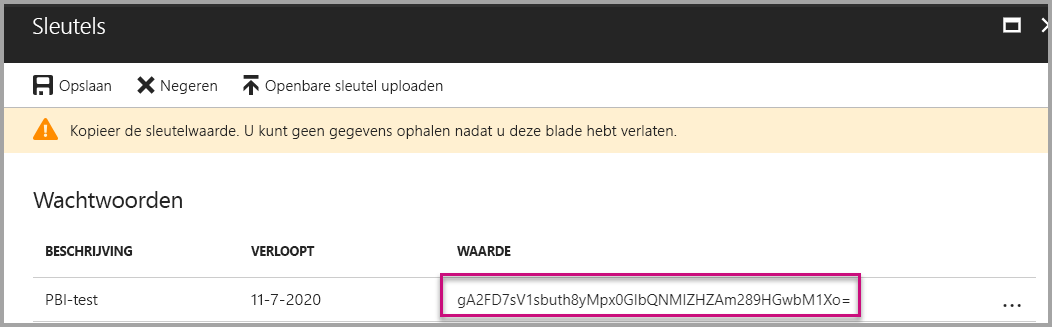 Sleutels
Opslaan Negeren Openbare sleutel uploaden
Kopieer de sleutelwaarde. U kunt geen gegevens ophalen nadat u deze blade hebt verlaten.
Wachtwoorden
BESCHRIJVING VERLOOPT WAARDE
PBI-test 11-7-2020 gA2FD7sV1sbuth8yMpx0GlbQNMlZHZAm289HGwbM1Xo= ...